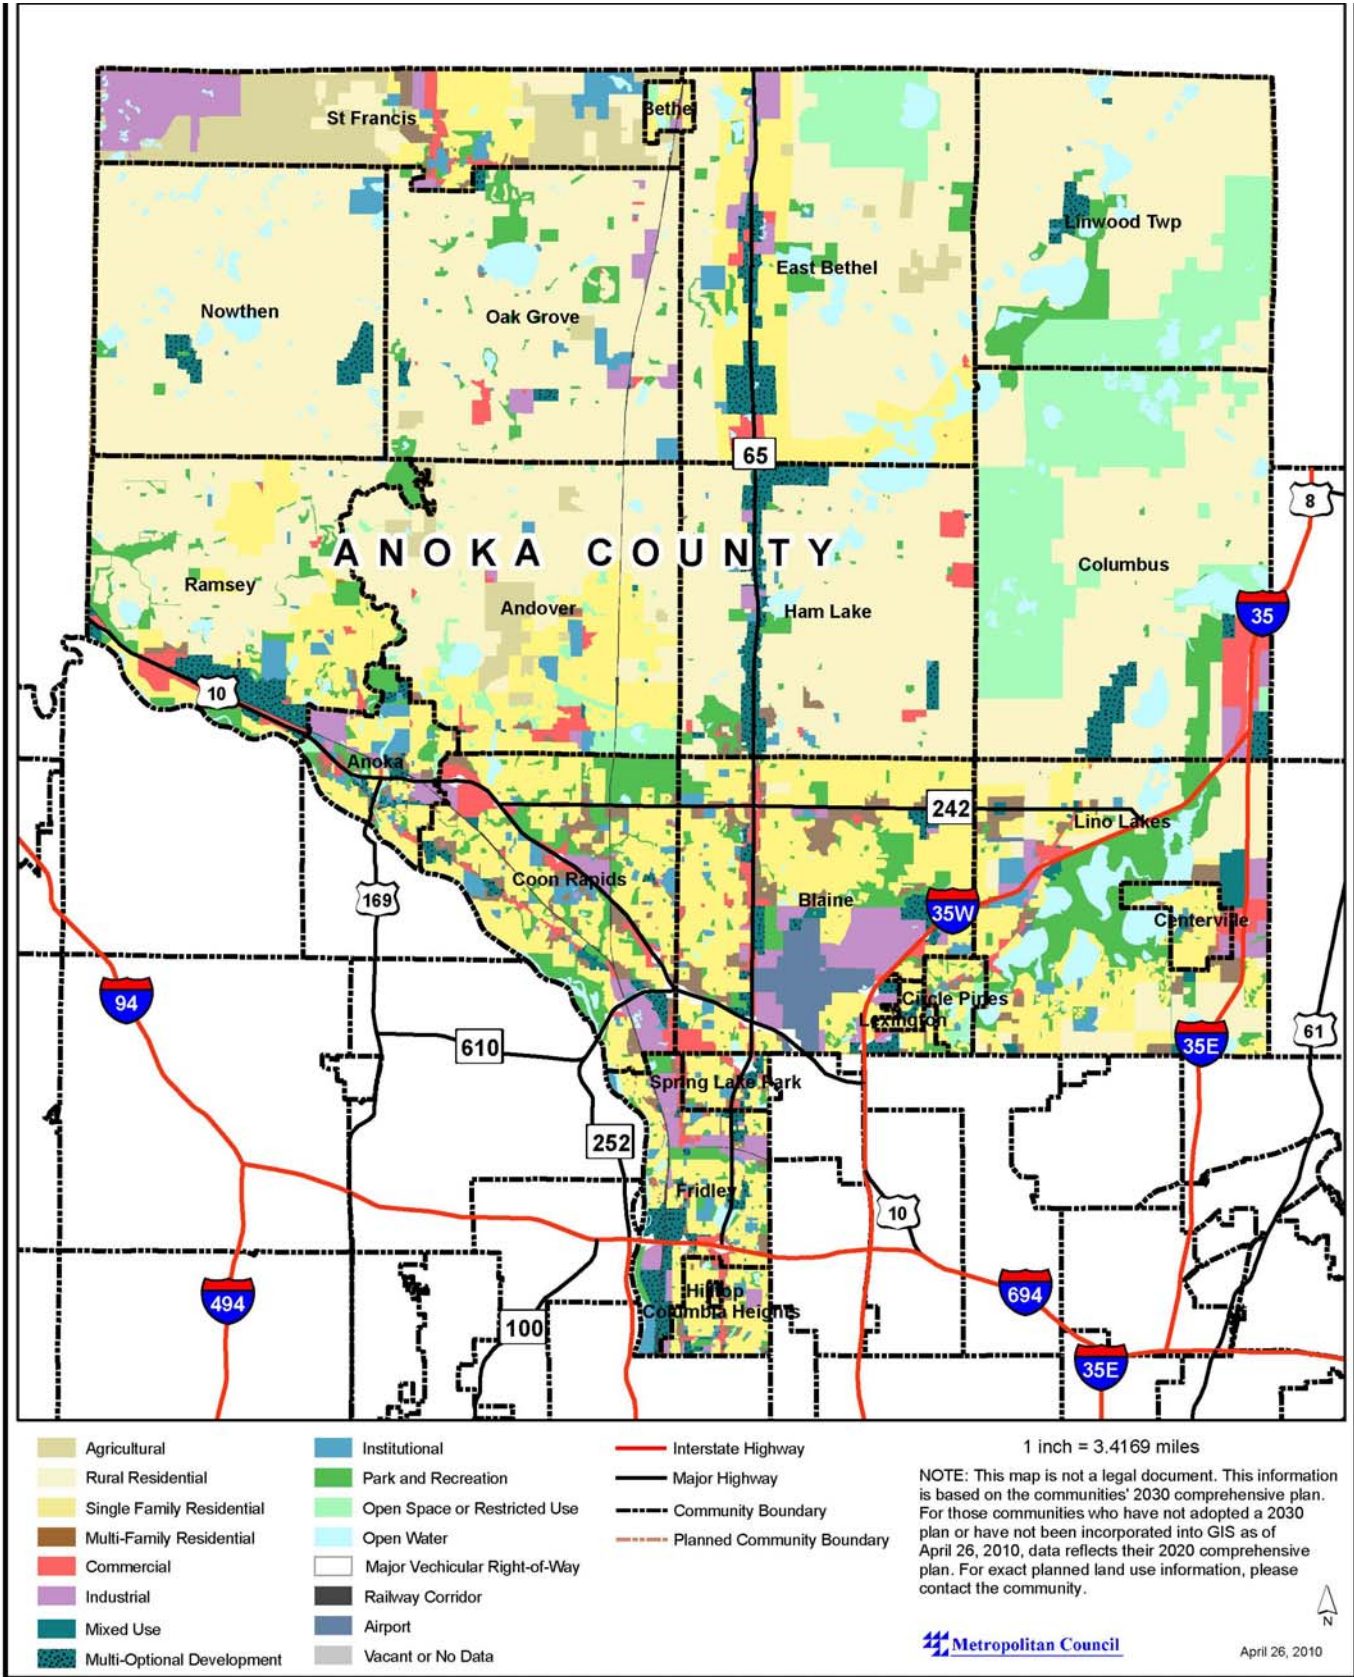 Bethel
St Francis
Linwood Twp
East Bethel
Nowthen
Oak Grove
65
8
ANOKA COUNTY
Columbus
Ramsey
Andover
Ham Lake
35
10
Anoka
242
Lino Lakes
Coon Rapids
169
Blaine
35W
Centerville
94
Circle Pines
Lexington
61
610
35E
Spring Lake Park
252
Fridley
10
494
Hilltop
694
Columbia Heights
100
35E
Agricultural
Rural Residential
Single Family Residential
Multi-Family Residential
Commercial
Industrial
Mixed Use
Multi-Optional Development
Institutional
Park and Recreation
Open Space or Restricted Use
Open Water
Major Vechicular Right-of-Way
Railway Corridor
Airport
Vacant or No Data
Interstate Highway
Major Highway
Community Boundary
Planned Community Boundary
1 inch = 3.4169 miles
NOTE: This map is not a legal document. This information
is based on the communities' 2030 comprehensive plan.
For those communities who have not adopted a 2030
plan or have not been incorporated into GIS as of
April 26, 2010, data reflects their 2020 comprehensive
plan. For exact planned land use information, please
contact the community.
N
Metropolitan Council
April 26, 2010